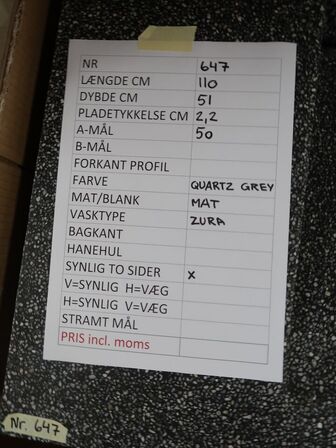 NR 647
LÆNGDE CM 110
DYBDE CM 51
PLADETYKKELSE CM 2,2
A-MÅL 50
B-MÅL
FORKANT PROFIL
FARVE QUARTZ GREY
MAT/BLANK MAT
VASKTYPE ZURA
BAGKANT
HANEHUL
SYNLIG TO SIDER X
V=SYNLIG H=VÆG
H=SYNLIG V=VÆG
STRAMT MÅL
PRIS incl. moms
Nr. 647